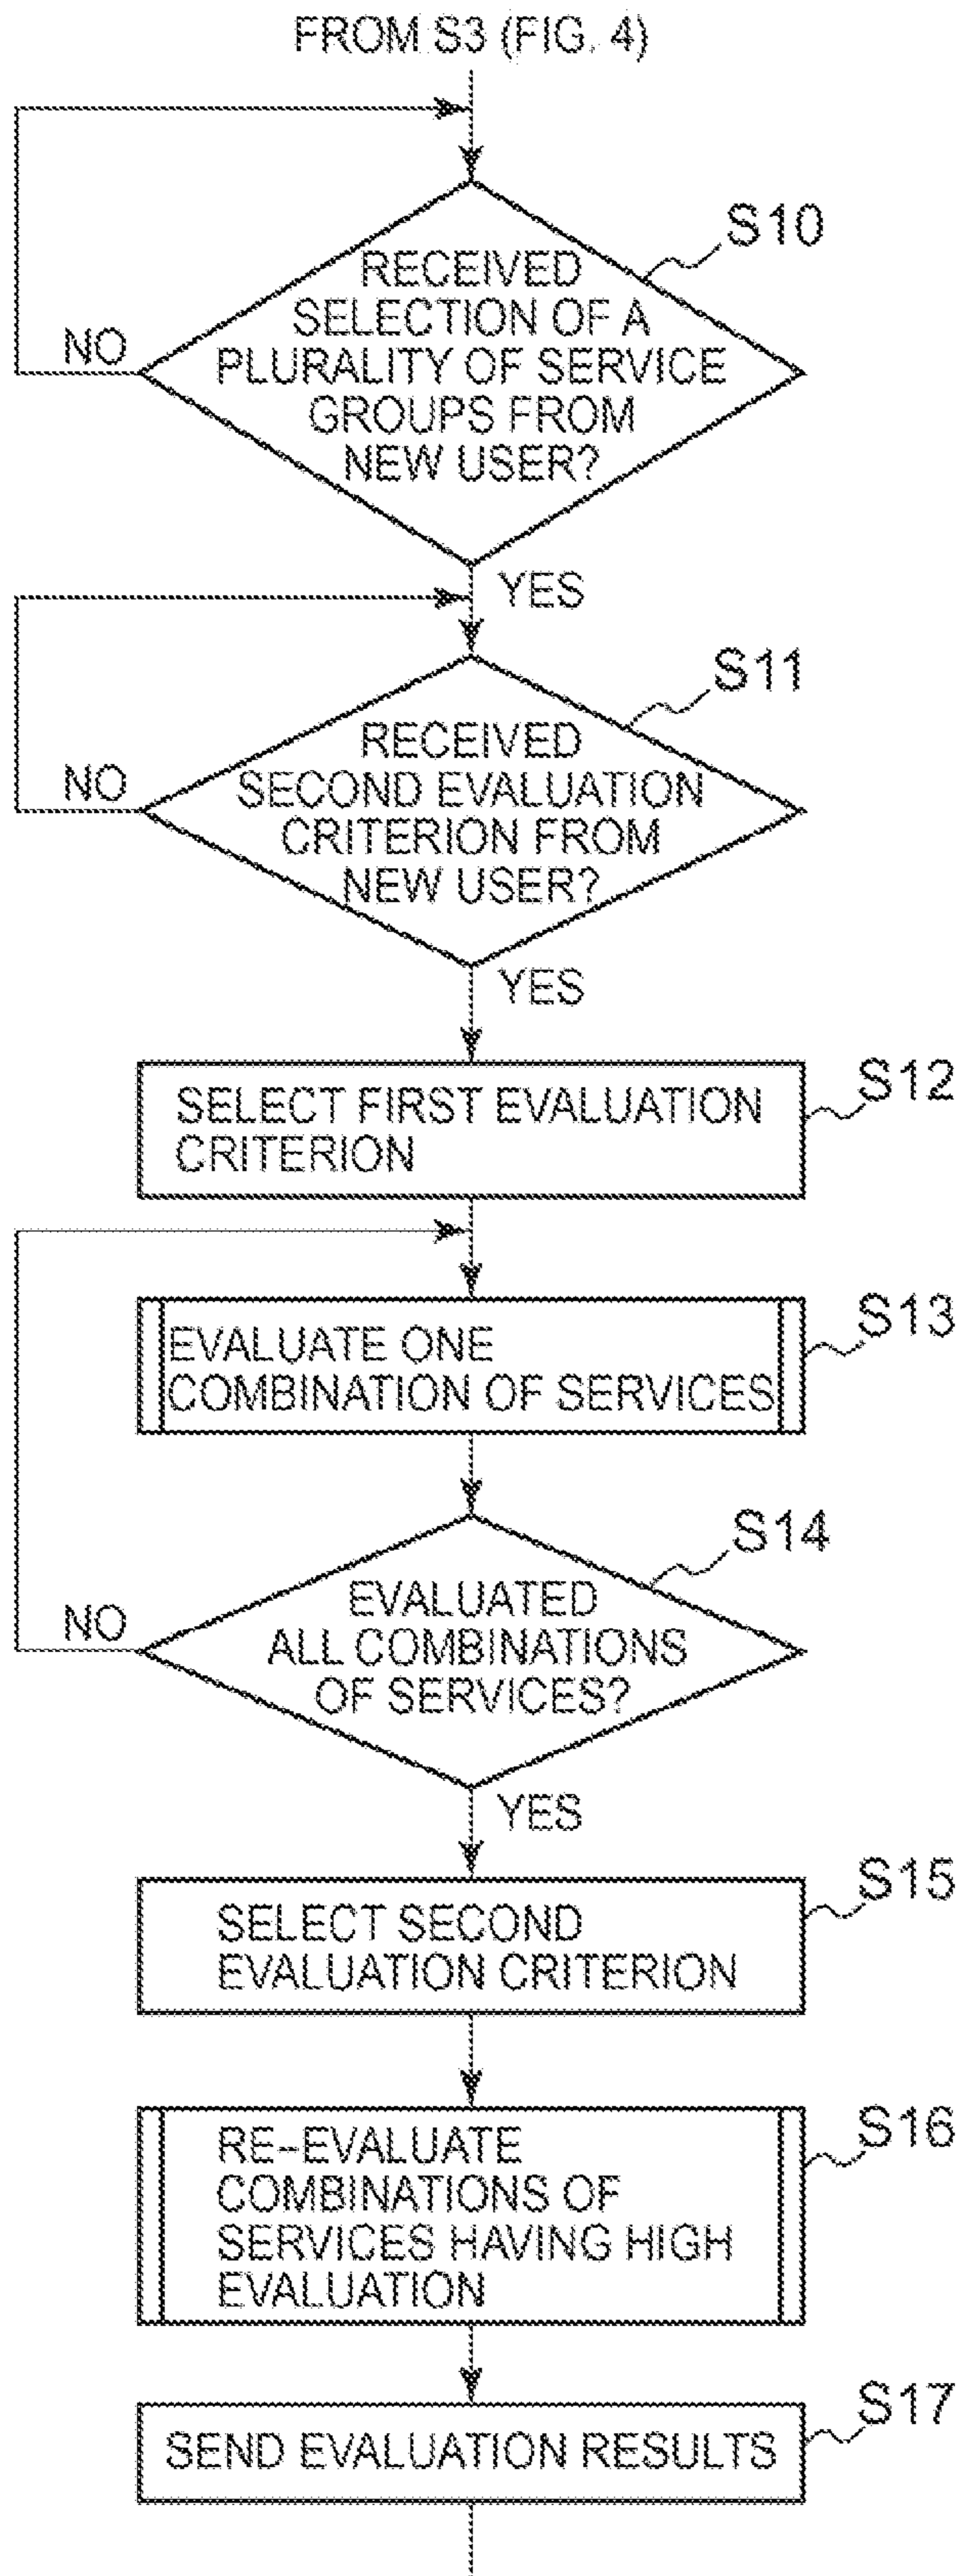 FROM S3 (FIG. 4)
S10
RECEIVED
SELECTION OF A
PLURALITY OF SERVICE
GROUPS FROM
NEW USER?
NO
YES
S11
RECEIVED
SECOND EVALUATION
CRITERION FROM
NEW USER?
NO
YES
S12
SELECT FIRST EVALUATION
CRITERION
S13
EVALUATE ONE
COMBINATION OF SERVICES
S14
EVALUATED
ALL COMBINATIONS
OF SERVICES?
NO
YES
S15
SELECT SECOND
EVALUATION CRITERION
S16
RE-EVALUATE
COMBINATIONS OF
SERVICES HAVING HIGH
EVALUATION
S17
SEND EVALUATION RESULTS